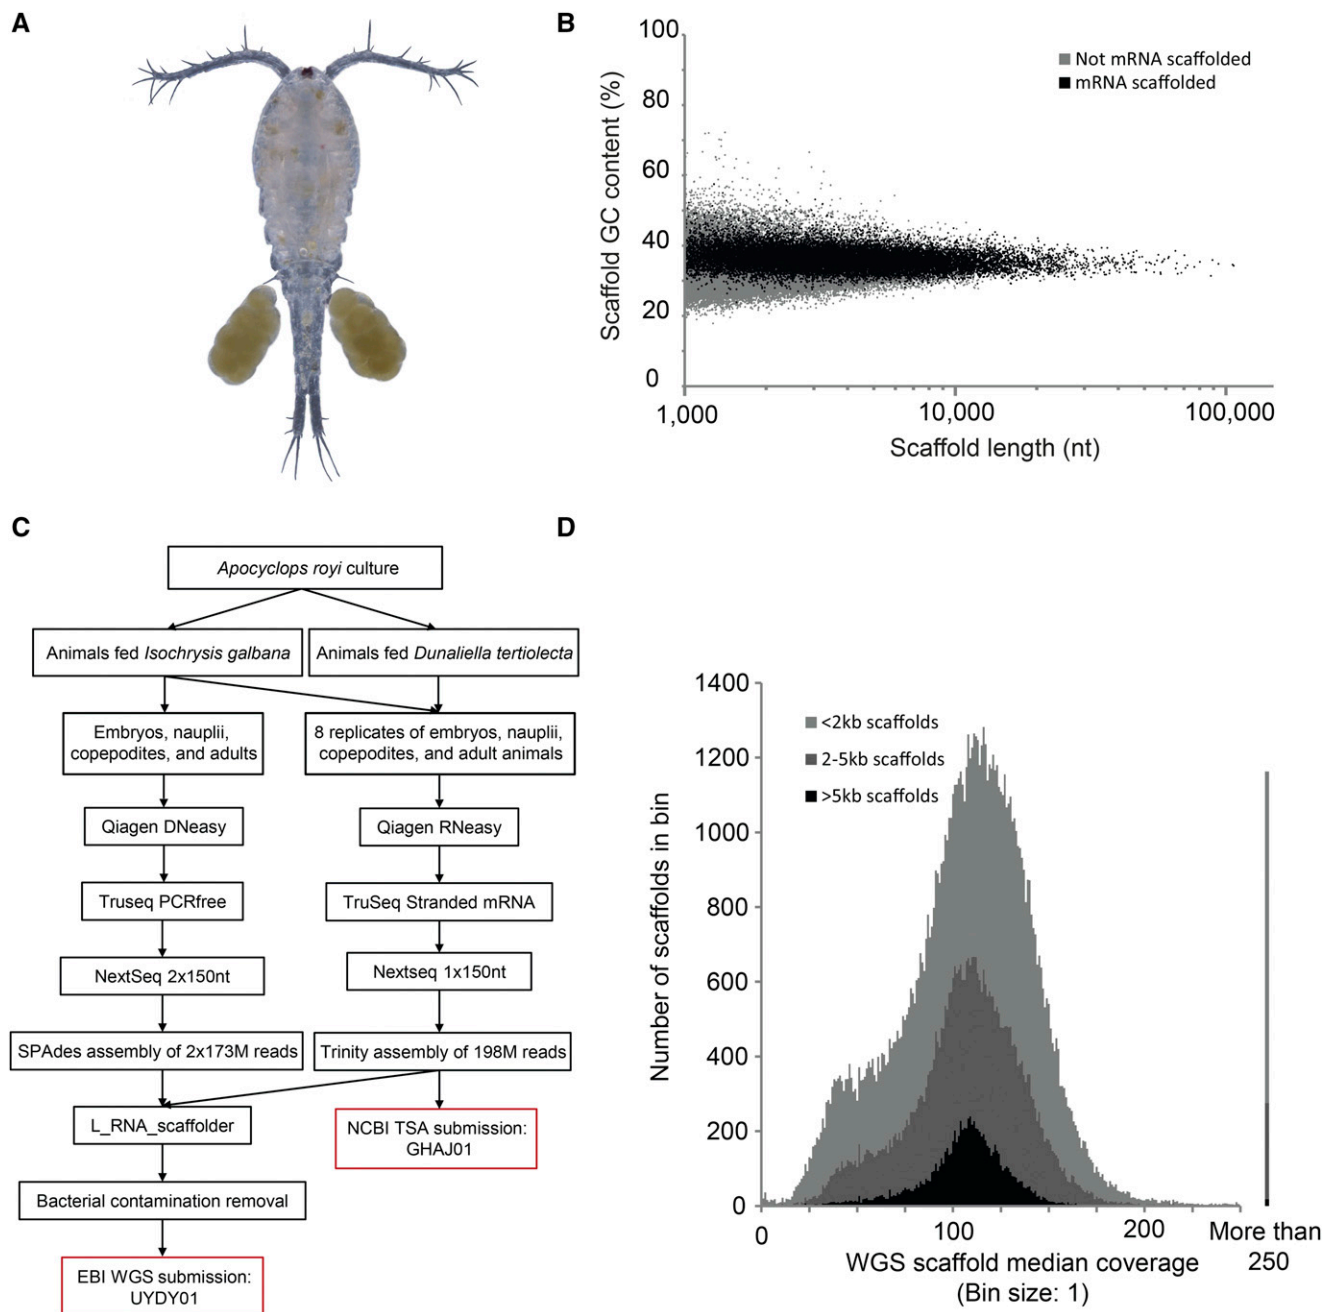 A
B
100
80
60
40
20
0
Scaffold GC content (%)
Not mRNA scaffolded
mRNA scaffolded
1,000
10,000
100,000
Scaffold length (nt)
C
Apocyclops royi culture
Animals fed Isochrysis galbana
Animals fed Dunaliella tertiolecta
Embryos, nauplii,
copepodites, and adults
8 replicates of embryos, nauplii,
copepodites, and adult animals
Qiagen DNeasy
Qiagen RNeasy
Truseq PCRfree
TruSeq Stranded mRNA
NextSeq 2x150nt
Nextseq 1x150nt
SPAdes assembly of 2x173M reads
Trinity assembly of 198M reads
L_RNA_scaffolder
NCBI TSA submission:
GHAJ01
Bacterial contamination removal
EBI WGS submission:
UYDY01
D
1400
1200
1000
800
600
400
200
0
Number of scaffolds in bin
<2kb scaffolds
2-5kb scaffolds
>5kb scaffolds
0
100
200
More than
250
WGS scaffold median coverage
(Bin size: 1)